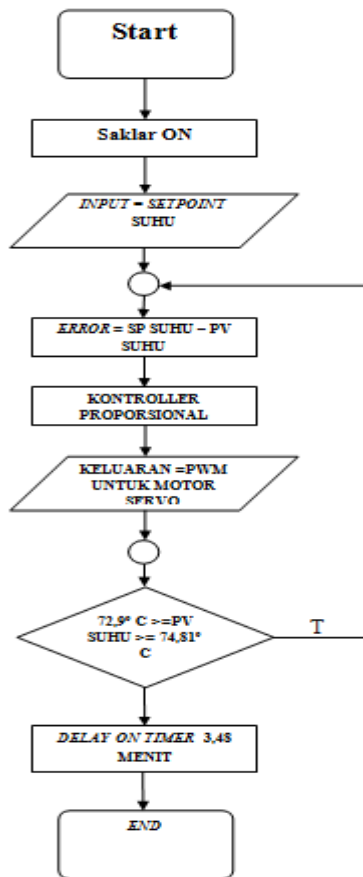 Start
Saklar ON
INPUT = SETPOINT
SUHU
ERROR = SP SUHU – PV
SUHU
KONTROLLER
PROPORSIONAL
KELUARAN =PWM
UNTUK MOTOR
SERVO
72,9° C >=PV
SUHU >= 74,81°
C
T
DELAY ON TIMER 3,48
MENIT
END